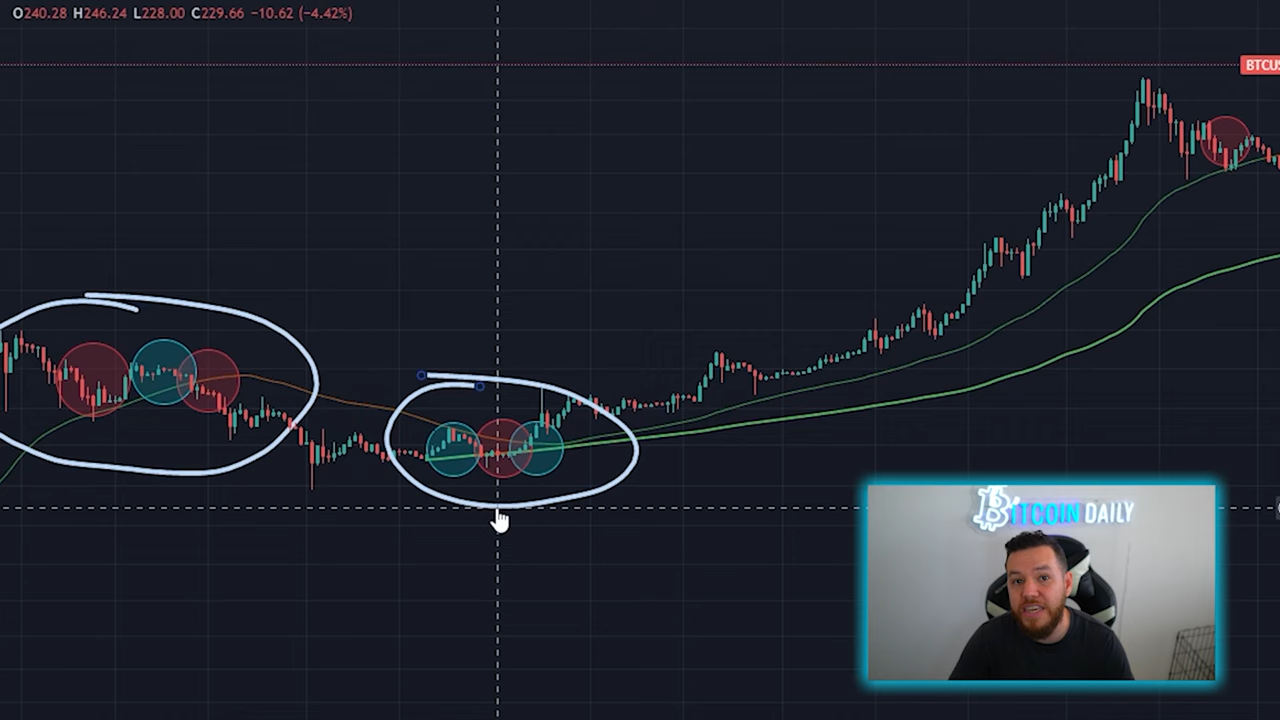 O240.28 H246.24 L228.00 C229.66 −10.62 (−4.42%)
BTCUS
BITCOIN DAILY